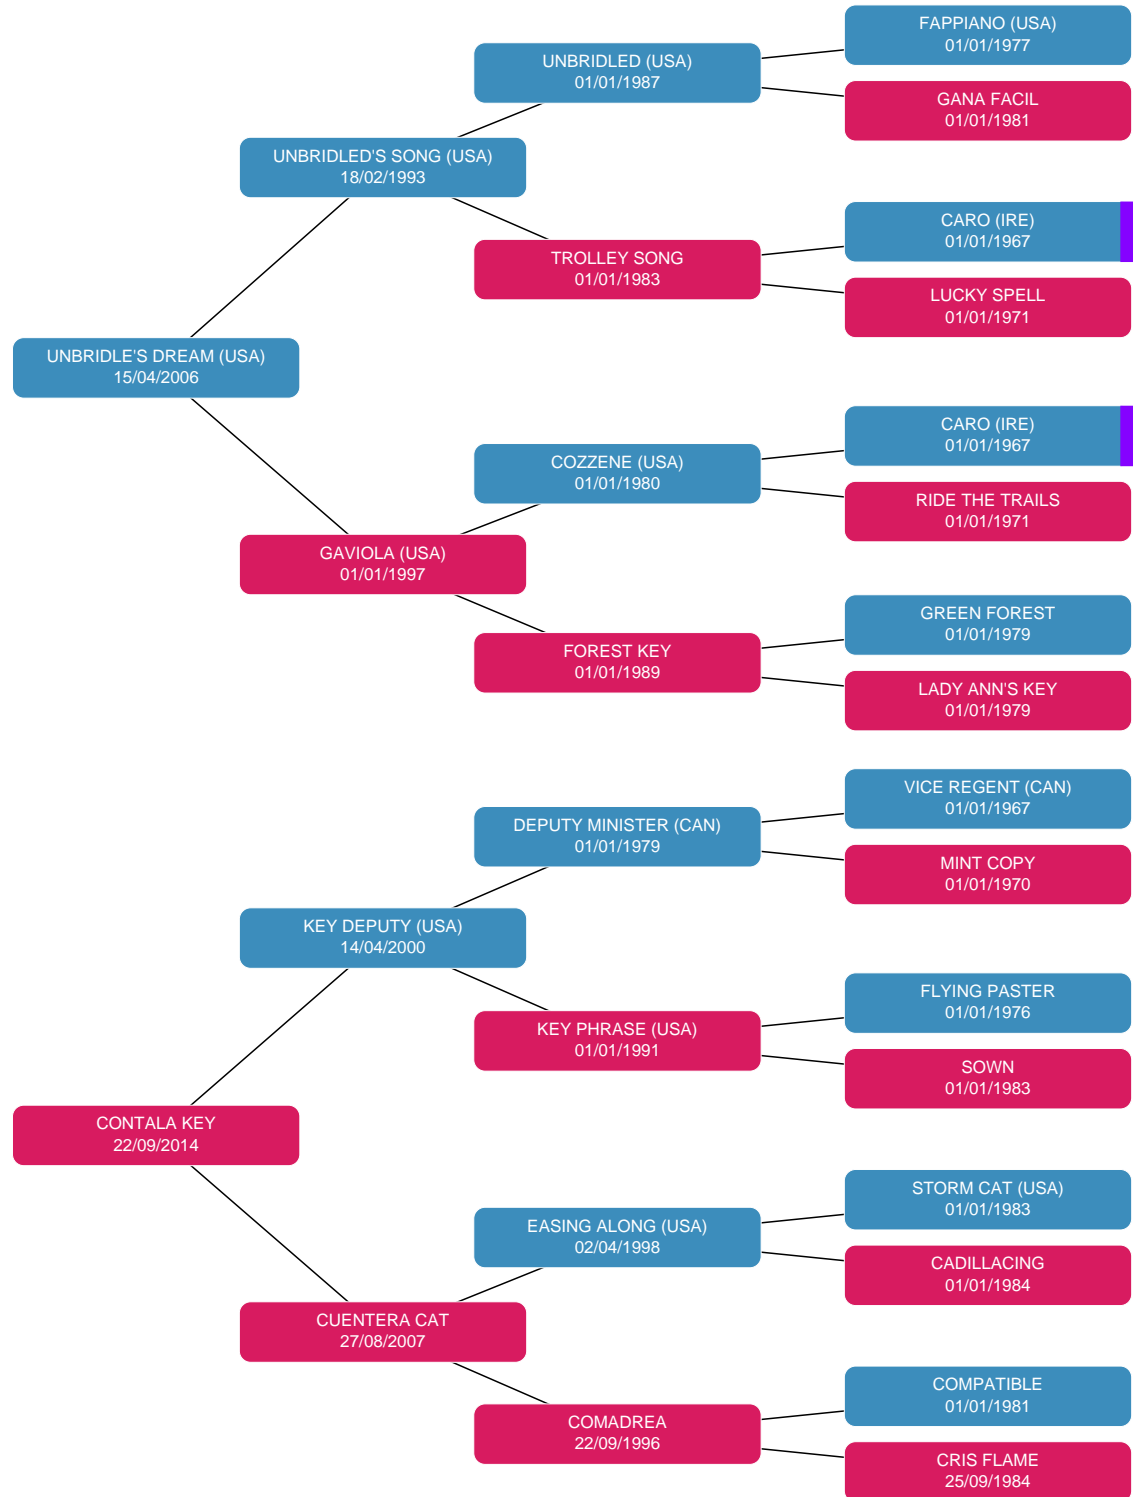 FAPPIANO (USA)
01/01/1977
UNBRIDLED (USA)
01/01/1987
GANA FACIL
01/01/1981
UNBRIDLED'S SONG (USA)
18/02/1993
CARO (IRE)
01/01/1967
TROLLEY SONG
01/01/1983
LUCKY SPELL
01/01/1971
UNBRIDLE'S DREAM (USA)
15/04/2006
CARO (IRE)
01/01/1967
COZZENE (USA)
01/01/1980
RIDE THE TRAILS
01/01/1971
GAVIOLA (USA)
01/01/1997
GREEN FOREST
01/01/1979
FOREST KEY
01/01/1989
LADY ANN'S KEY
01/01/1979
VICE REGENT (CAN)
01/01/1967
DEPUTY MINISTER (CAN)
01/01/1979
MINT COPY
01/01/1970
KEY DEPUTY (USA)
14/04/2000
FLYING PASTER
01/01/1976
KEY PHRASE (USA)
01/01/1991
SOWN
01/01/1983
CONTALA KEY
22/09/2014
STORM CAT (USA)
01/01/1983
EASING ALONG (USA)
02/04/1998
CADILLACING
01/01/1984
CUENTERA CAT
27/08/2007
COMPATIBLE
01/01/1981
COMADREA
22/09/1996
CRIS FLAME
25/09/1984